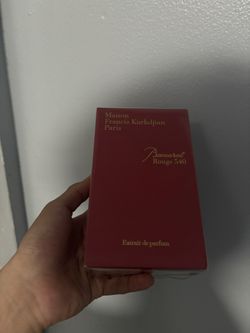 Maison
Francis Kurkdjian
Paris
Baccarat
Rouge 540
Extrait de parfum